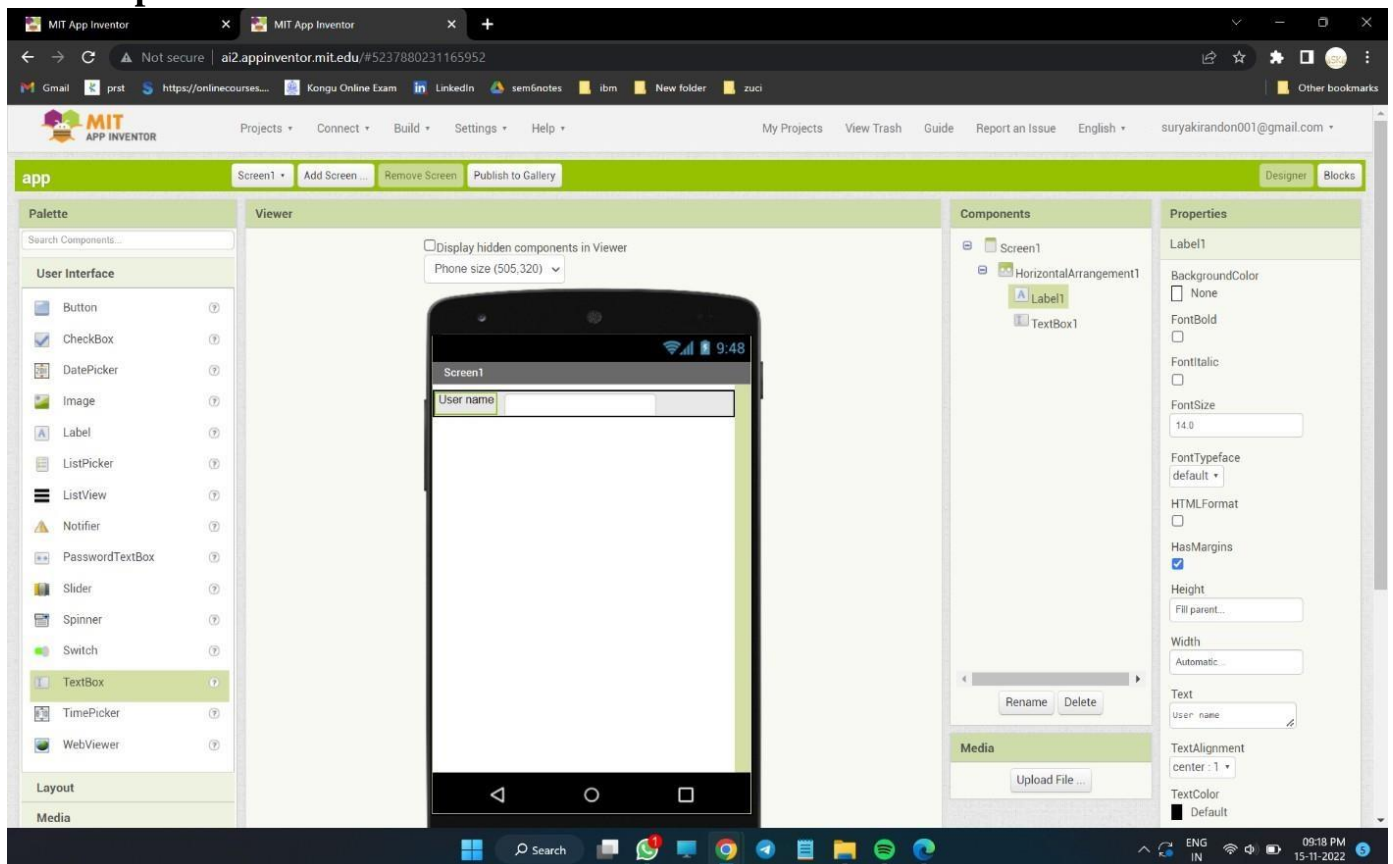 MIT App Inventor
MIT App Inventor
Not secure
ai2.appinventor.mit.edu/#5237880231165952
Gmail
prst
https://onlinecourses....
Kongu Online Exam
LinkedIn
sem6notes
ibm
New folder
zuci
Other bookmarks
MIT
APP INVENTOR
Projects
Connect
Build
Settings
Help
My Projects
View Trash
Guide
Report an Issue
English
suryakirandon001@gmail.com
app
Screen1
Add Screen ...
Remove Screen
Publish to Gallery
Designer
Blocks
Palette
Search Components...
User Interface
Button
CheckBox
DatePicker
Image
Label
ListPicker
ListView
Notifier
PasswordTextBox
Slider
Spinner
Switch
TextBox
TimePicker
WebViewer
Layout
Media
Viewer
Display hidden components in Viewer
Phone size (505,320)
9:48
Screen1
User name
Components
Screen1
HorizontalArrangement1
Label1
TextBox1
Rename
Delete
Media
Upload File ...
Properties
Label1
BackgroundColor
None
FontBold
FontItalic
FontSize
14.0
FontTypeface
default
HTMLFormat
HasMargins
Height
Fill parent...
Width
Automatic...
Text
User name
TextAlignment
center : 1
TextColor
Default
Search
1
ENG
IN
09:18 PM
15-11-2022
5